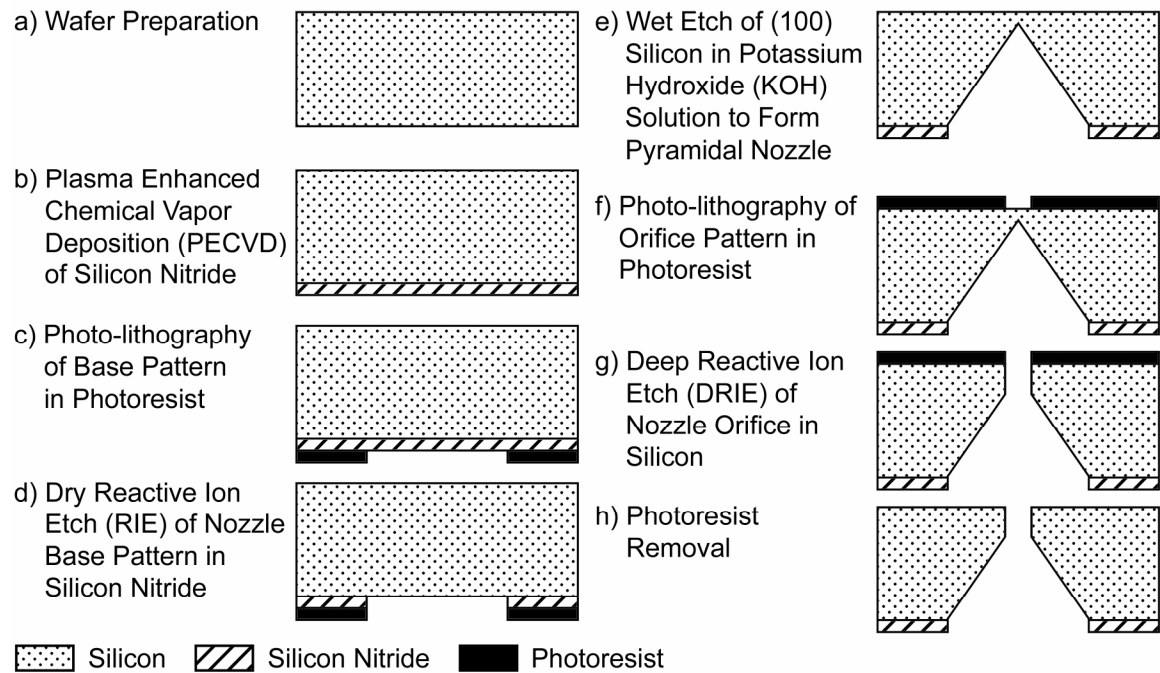 a) Wafer Preparation
b) Plasma Enhanced
Chemical Vapor
Deposition (PECVD)
of Silicon Nitride
c) Photo-lithography
of Base Pattern
in Photoresist
d) Dry Reactive Ion
Etch (RIE) of Nozzle
Base Pattern in
Silicon Nitride
e) Wet Etch of (100)
Silicon in Potassium
Hydroxide (KOH)
Solution to Form
Pyramidal Nozzle
f) Photo-lithography of
Orifice Pattern in
Photoresist
g) Deep Reactive Ion
Etch (DRIE) of
Nozzle Orifice in
Silicon
h) Photoresist
Removal
Silicon
Silicon Nitride
Photoresist